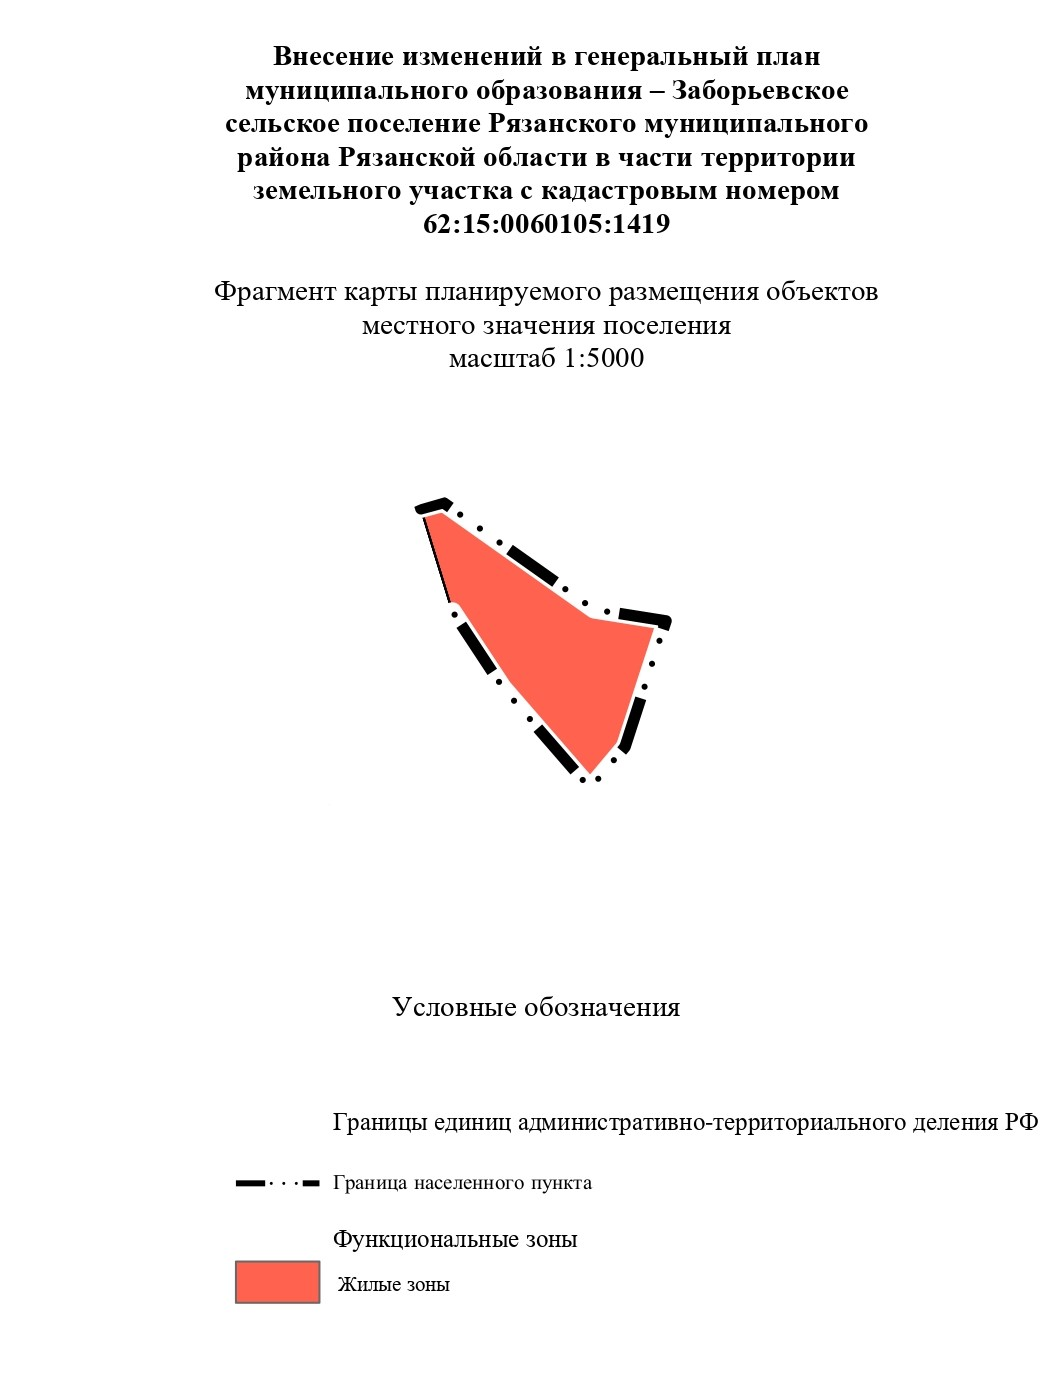 Внесение изменений в генеральный план
муниципального образования – Заборьевское
сельское поселение Рязанского муниципального
района Рязанской области в части территории
земельного участка с кадастровым номером
62:15:0060105:1419
Фрагмент карты планируемого размещения объектов
местного значения поселения
масштаб 1:5000
Условные обозначения
Границы единиц административно-территориального деления РФ
Граница населенного пункта
Функциональные зоны
Жилые зоны